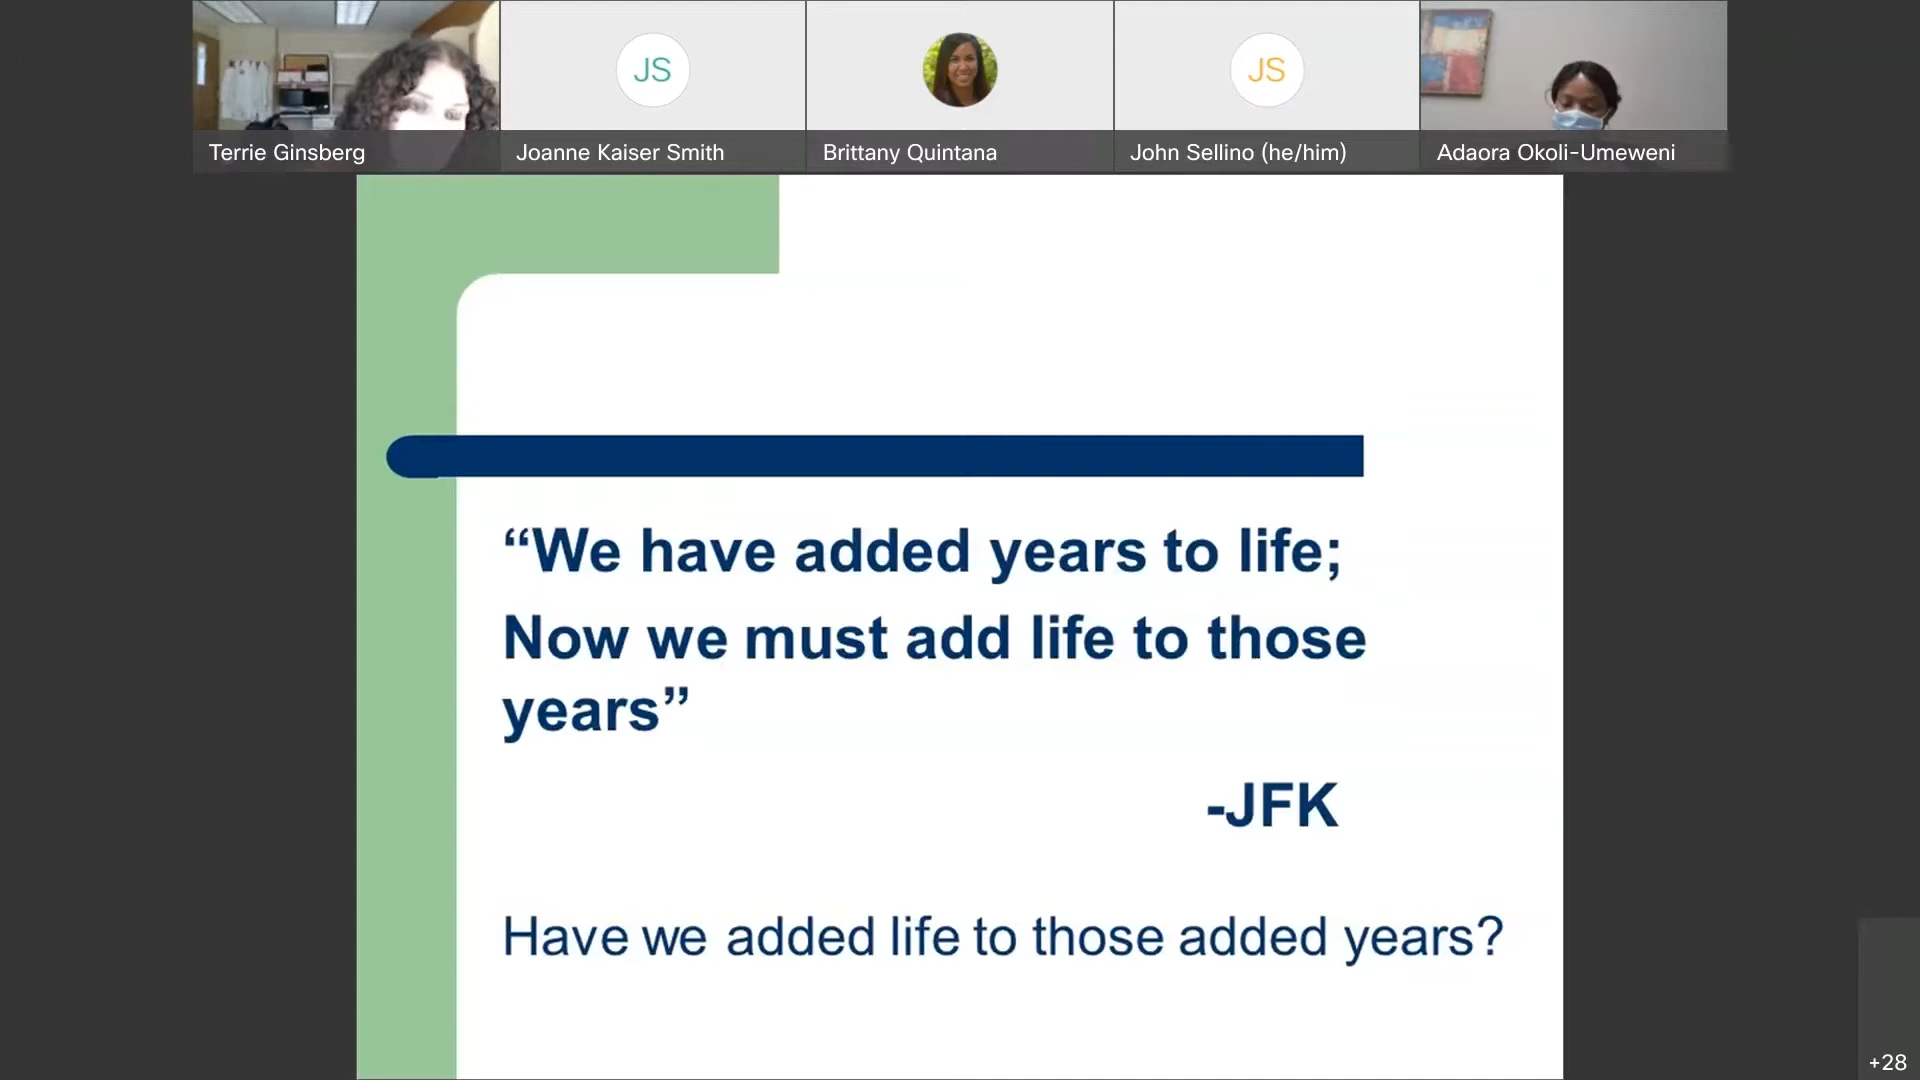 Terrie Ginsberg
JS
Joanne Kaiser Smith
Brittany Quintana
JS
John Sellino (he/him)
Adaora Okoli-Umeweni
“We have added years to life;
Now we must add life to those
years”
-JFK
Have we added life to those added years?
+28